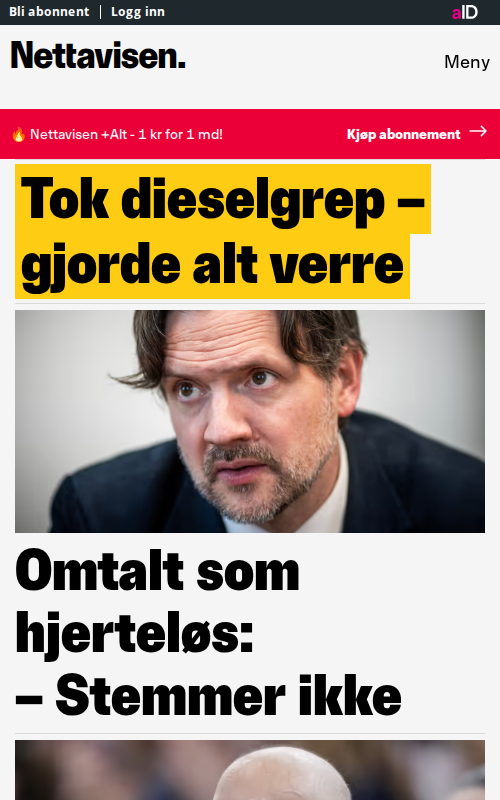 Bli abonnent | Logg inn
aID
Nettavisen.
Meny
🔥 Nettavisen +Alt - 1 kr for 1 md!
Kjøp abonnement →
Tok dieselgrep –
gjorde alt verre
Omtalt som
hjerteløs:
– Stemmer ikke